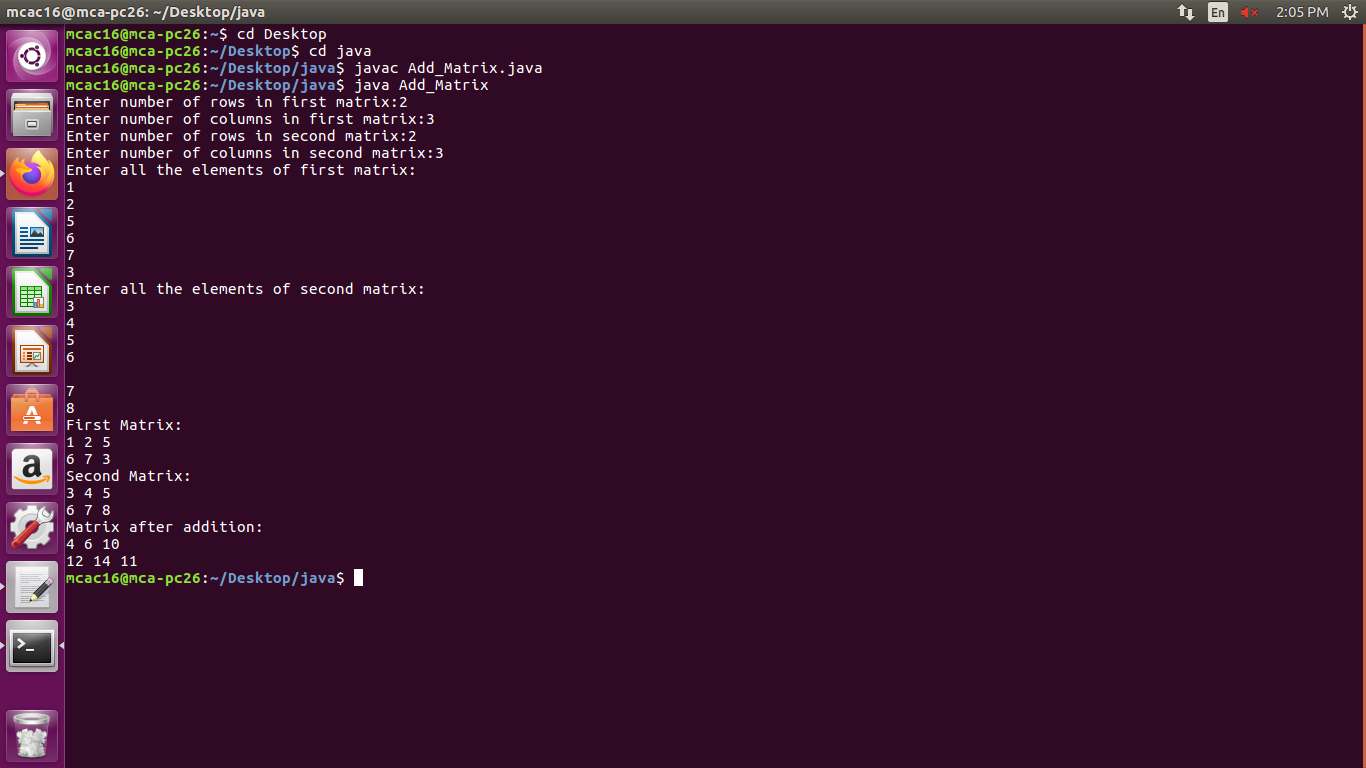 mcac16@mca-pc26: ~/Desktop/java
En
2:05 PM
mcac16@mca-pc26:~$ cd Desktop
mcac16@mca-pc26:~/Desktop$ cd java
mcac16@mca-pc26:~/Desktop/java$ javac Add_Matrix.java
mcac16@mca-pc26:~/Desktop/java$ java Add_Matrix
Enter number of rows in first matrix:2
Enter number of columns in first matrix:3
Enter number of rows in second matrix:2
Enter number of columns in second matrix:3
Enter all the elements of first matrix:
1
2
5
6
7
3
Enter all the elements of second matrix:
3
4
5
6

7
8
First Matrix:
1 2 5
6 7 3
Second Matrix:
3 4 5
6 7 8
Matrix after addition:
4 6 10
12 14 11
mcac16@mca-pc26:~/Desktop/java$